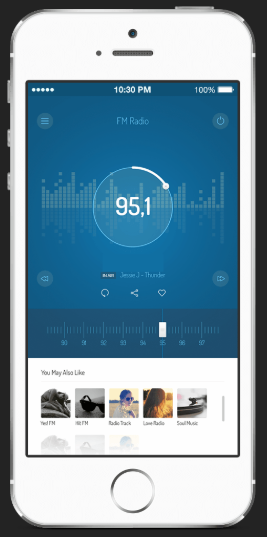 10:30 PM
100%
FM Radio
95,1
Jessie J - Thunder
90 91 92 93 94 95 96 97
You May Also Like
Yed FM Hit FM Radio Track Love Radio Soul Music